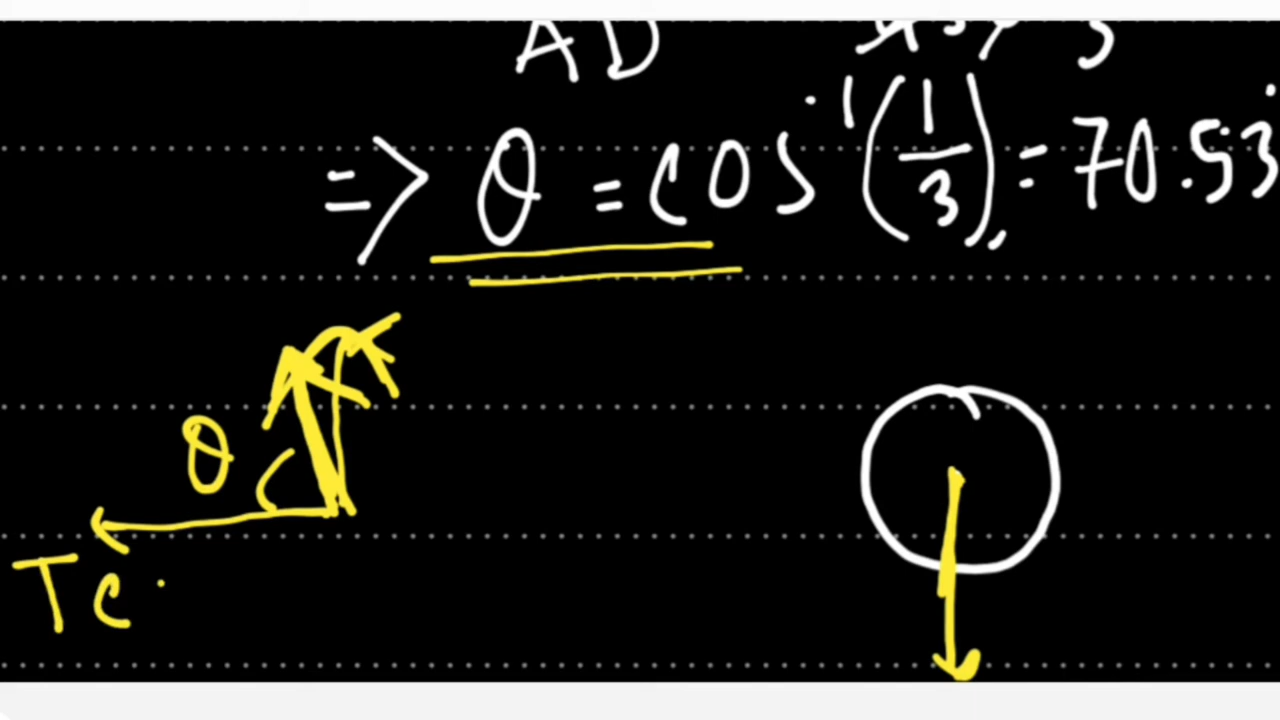 AD
=> θ = cos⁻¹(1/3), = 70.53°
θ
Tc